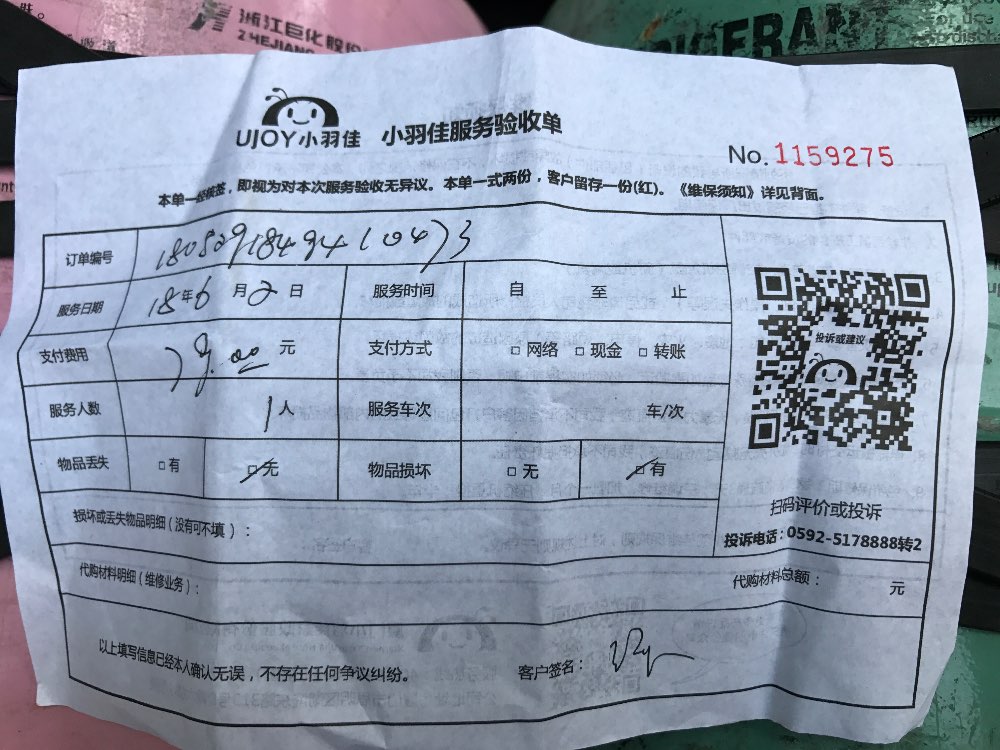 浙江巨化股份
ZHEJIANG
UJOY小羽佳 小羽佳服务验收单
No. 1159275
本单一经核签，即视为对本次服务验收无异议。本单一式两份，客户留存一份(红)。《维保须知》详见背面。
订单编号 1805291849410473
服务日期 18年6月2日 服务时间 自 至 止
支付费用 78.00元 支付方式 □网络 □现金 □转账
服务人数 1人 服务车次 车/次
物品丢失 □有 □无 物品损坏 □无 □有
投诉或建议
扫码评价或投诉
投诉电话：0592-5178888转2
损坏或丢失物品明细（没有可不填）：
代购材料明细（维修业务）： 代购材料总额： 元
以上填写信息已经本人确认无误，不存在任何争议纠纷。 客户签名：